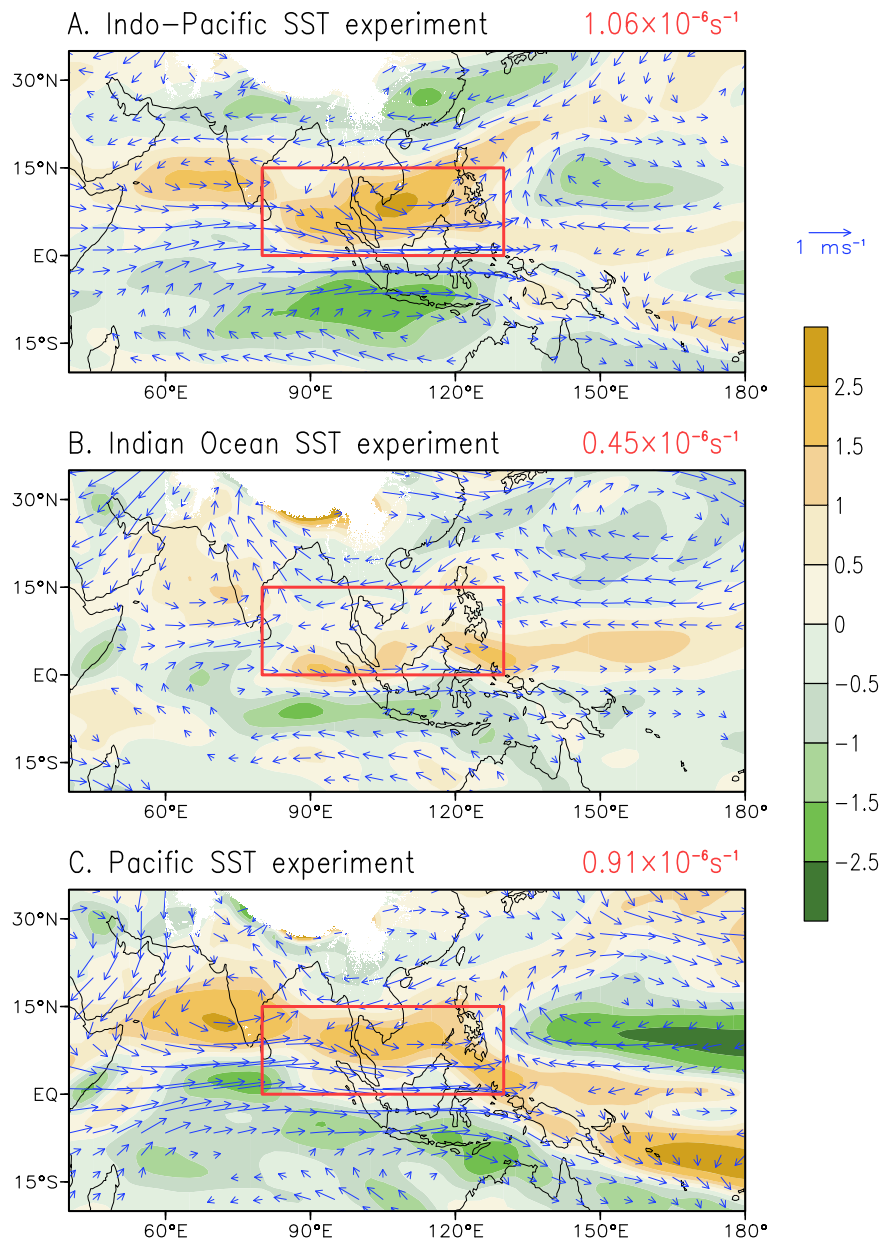 A. Indo-Pacific SST experiment 1.06×10⁻⁶s⁻¹
30°N
15°N
EQ
15°S
60°E 90°E 120°E 150°E 180°
1 ms⁻¹
B. Indian Ocean SST experiment 0.45×10⁻⁶s⁻¹
30°N
15°N
EQ
15°S
60°E 90°E 120°E 150°E 180°
2.5
1.5
1
0.5
0
-0.5
-1
-1.5
-2.5
C. Pacific SST experiment 0.91×10⁻⁶s⁻¹
30°N
15°N
EQ
15°S
60°E 90°E 120°E 150°E 180°